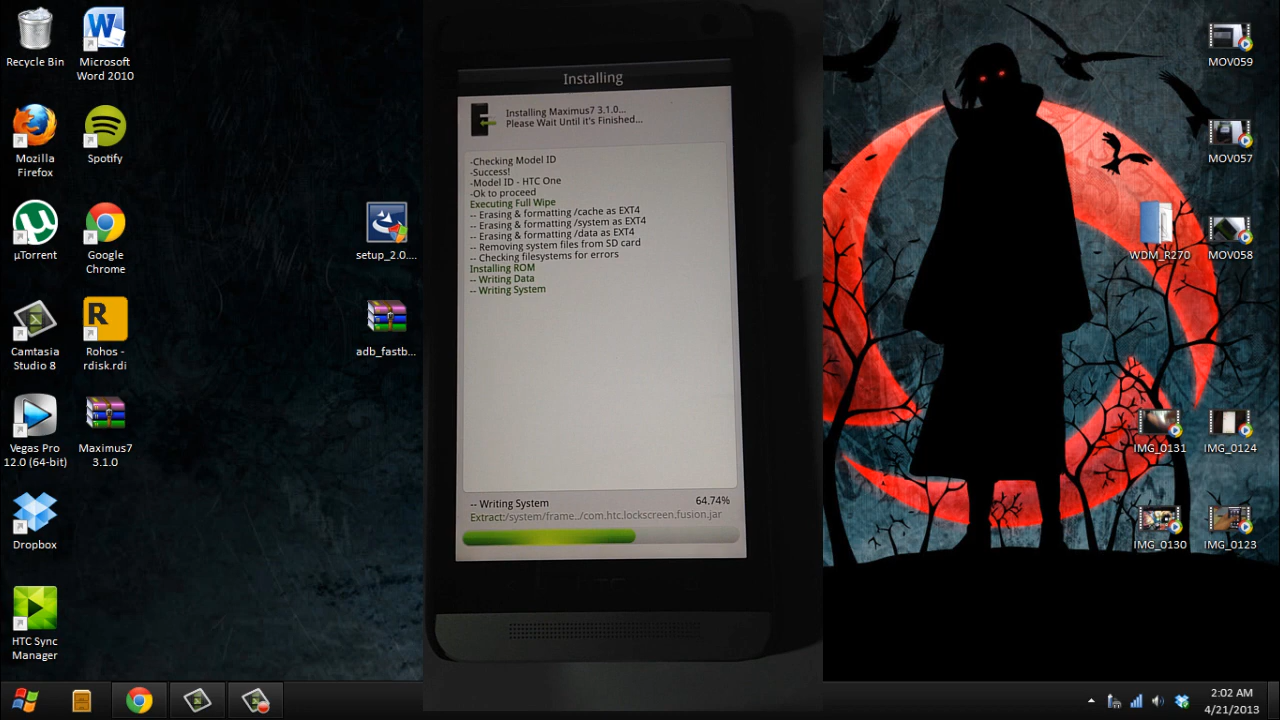 Recycle Bin
Microsoft
Word 2010
Mozilla
Firefox
Spotify
µTorrent
Google
Chrome
Camtasia
Studio 8
Rohos -
rdisk.rdi
Vegas Pro
12.0 (64-bit)
Maximus7
3.1.0
Dropbox
HTC Sync
Manager
setup_2.0....
adb_fastb...
Installing
Installing Maximus7 3.1.0...
Please Wait Until it's Finished...
-Checking Model ID
-Success!
-Model ID - HTC One
-Ok to proceed
Executing Full Wipe
-- Erasing & formatting /cache as EXT4
-- Erasing & formatting /system as EXT4
-- Erasing & formatting /data as EXT4
-- Removing system files from SD card
-- Checking filesystems for errors
Installing ROM
-- Writing Data
-- Writing System
-- Writing System 64,74%
Extract:/system/frame../com.htc.lockscreen.fusion.jar
MOV059
MOV057
WDM_R270
MOV058
IMG_0131
IMG_0124
IMG_0130
IMG_0123
2:02 AM
4/21/2013